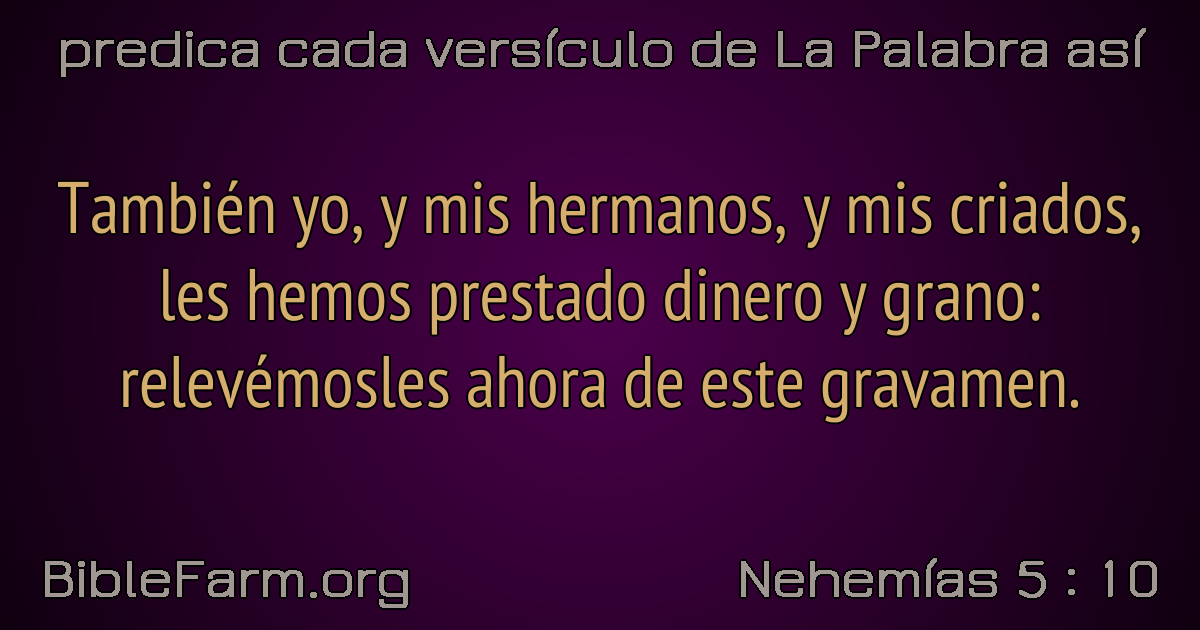 predica cada versículo de La Palabra así
También yo, y mis hermanos, y mis criados,
les hemos prestado dinero y grano:
relevémosles ahora de este gravamen.
BibleFarm.org
Nehemías 5 : 10